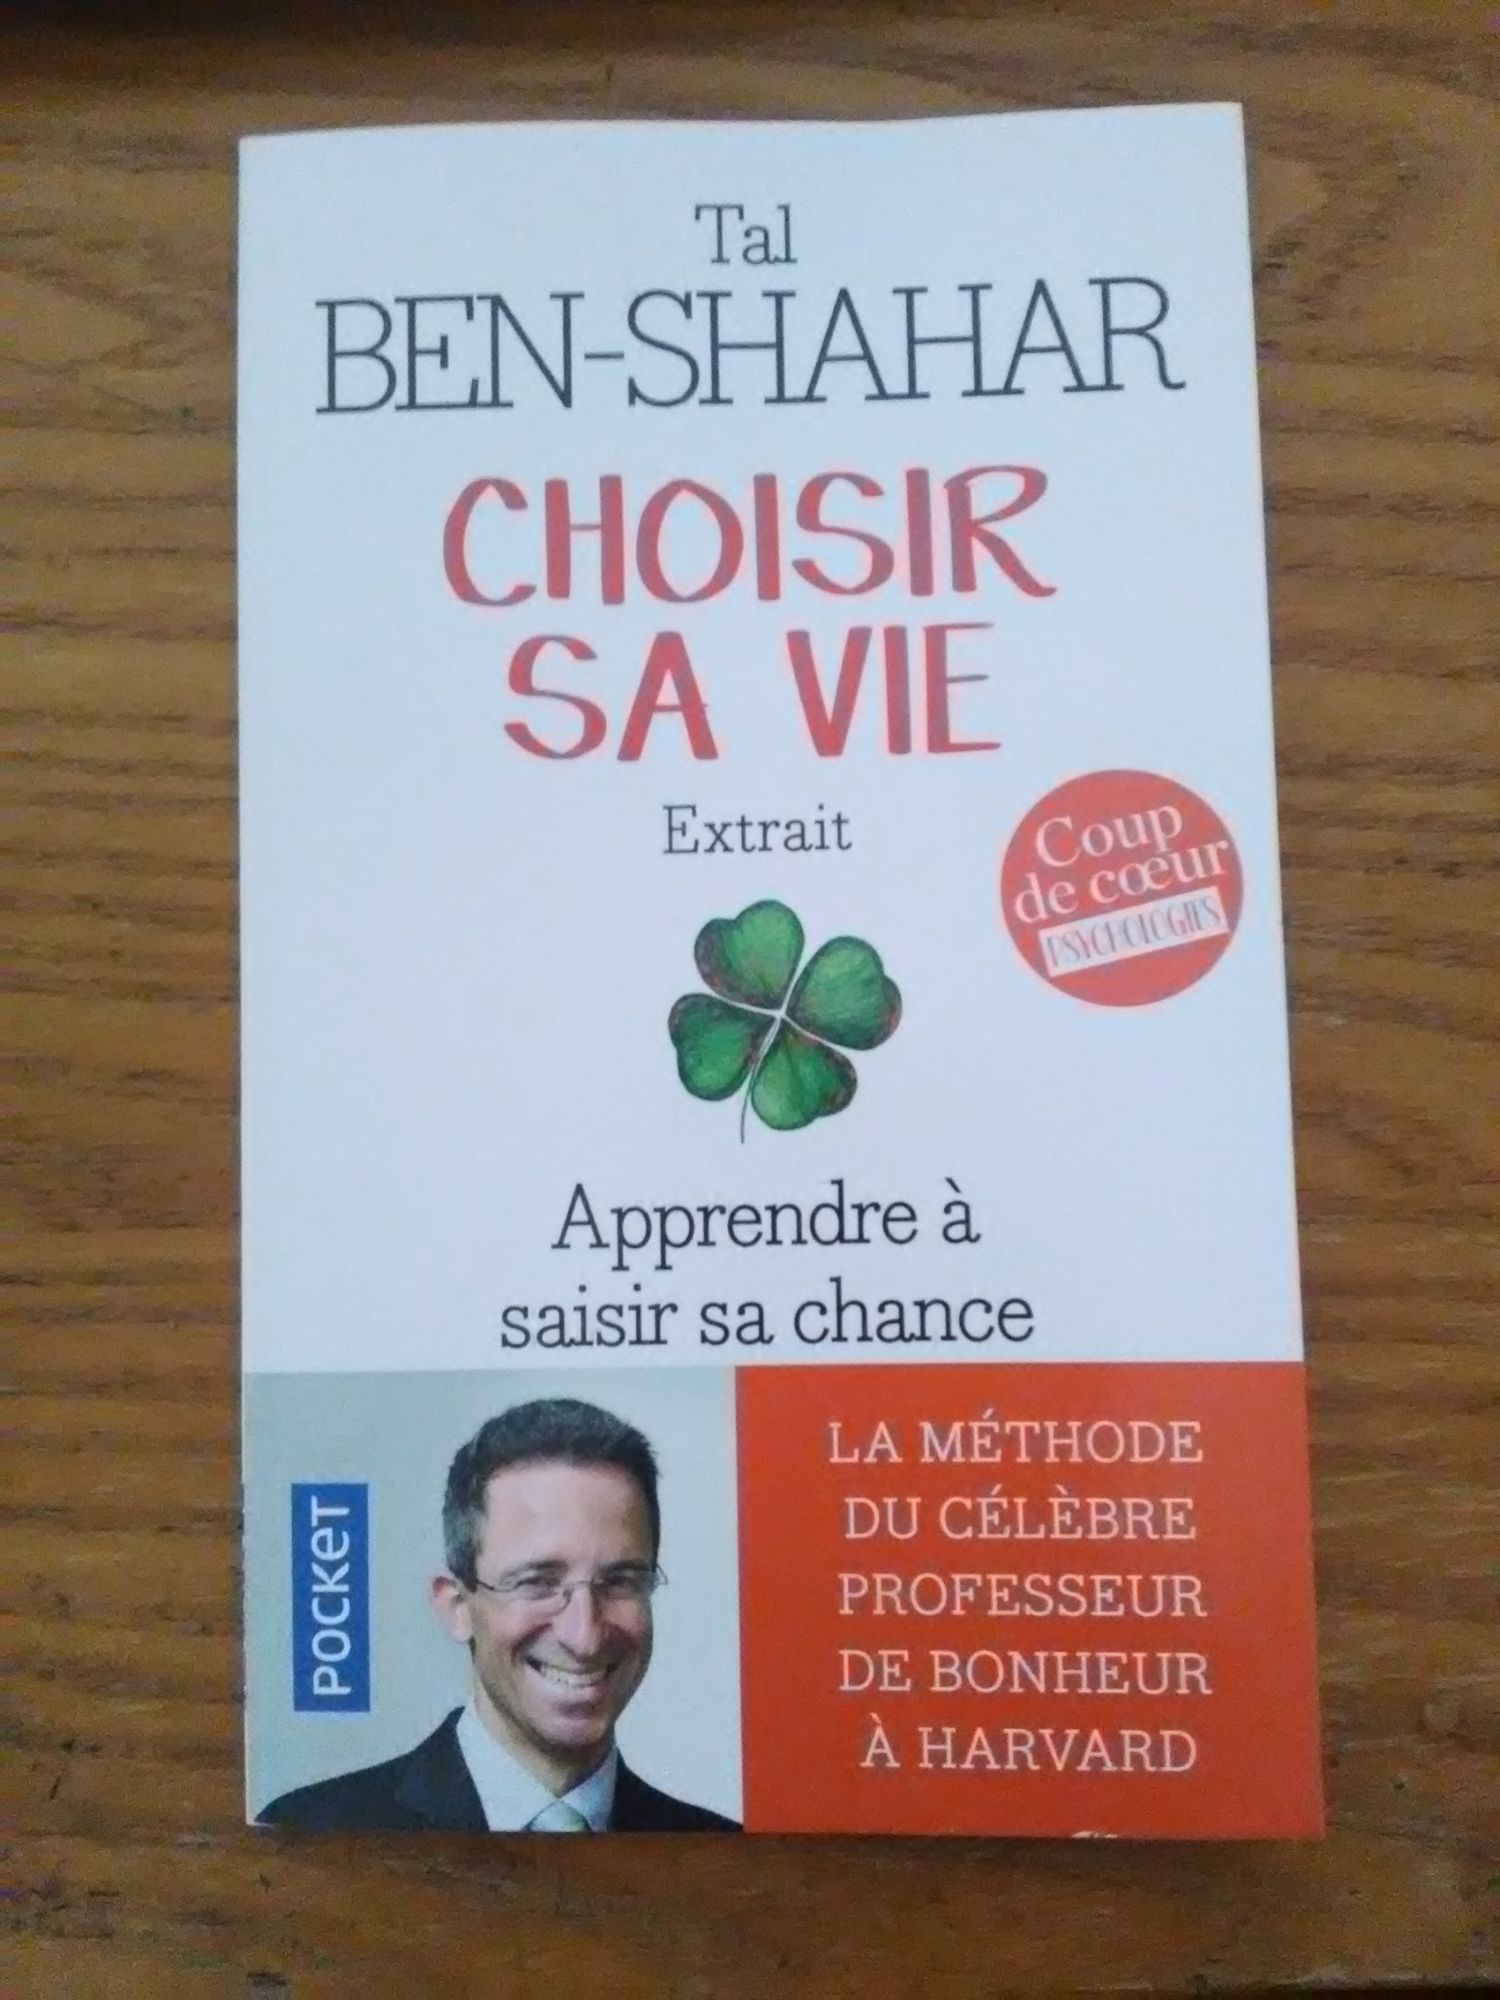 Tal
BEN-SHAHAR
CHOISIR
SA VIE
Extrait
Coup
de cœur
PSYCHOLOGIES
Apprendre à
saisir sa chance
POCKET
LA MÉTHODE
DU CÉLÈBRE
PROFESSEUR
DE BONHEUR
À HARVARD